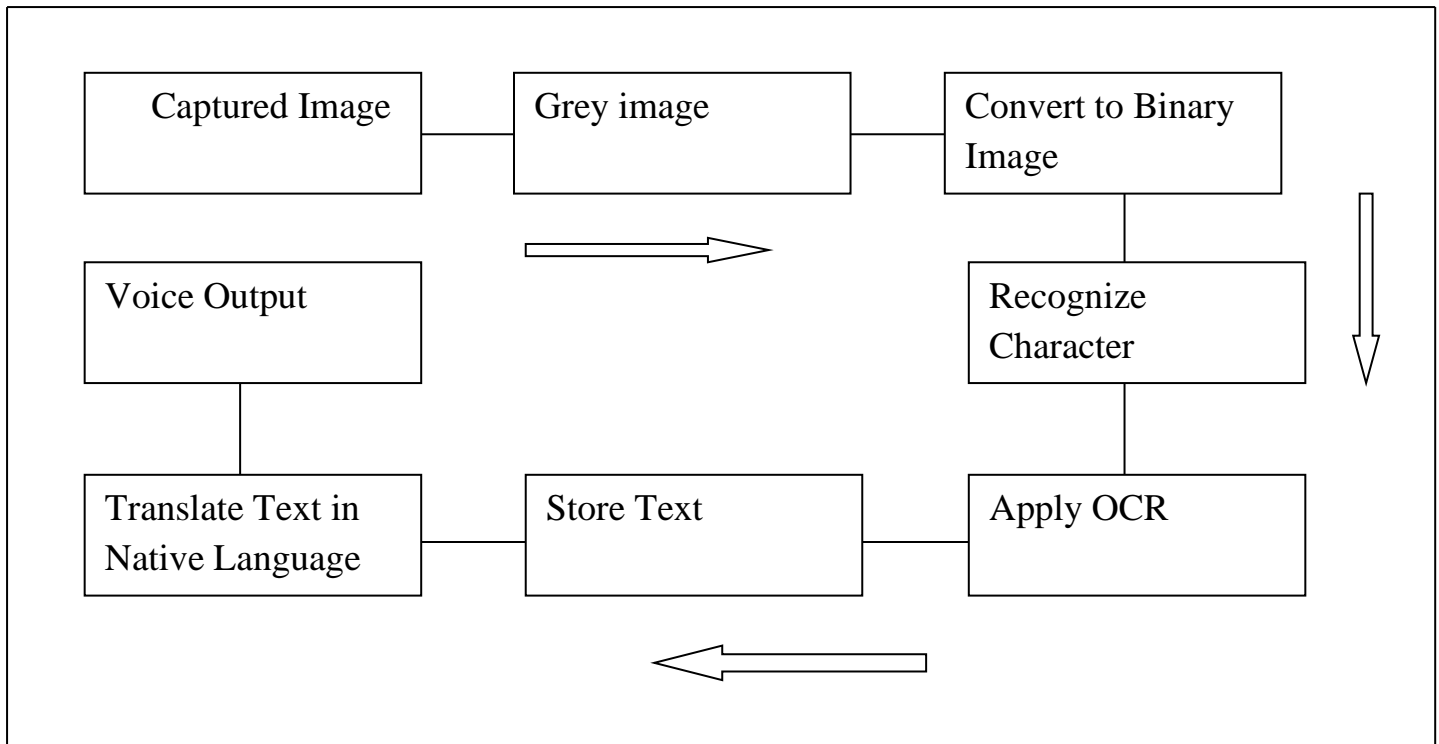 Captured Image
Grey image
Convert to Binary
Image
Voice Output
Recognize
Character
Translate Text in
Native Language
Store Text
Apply OCR